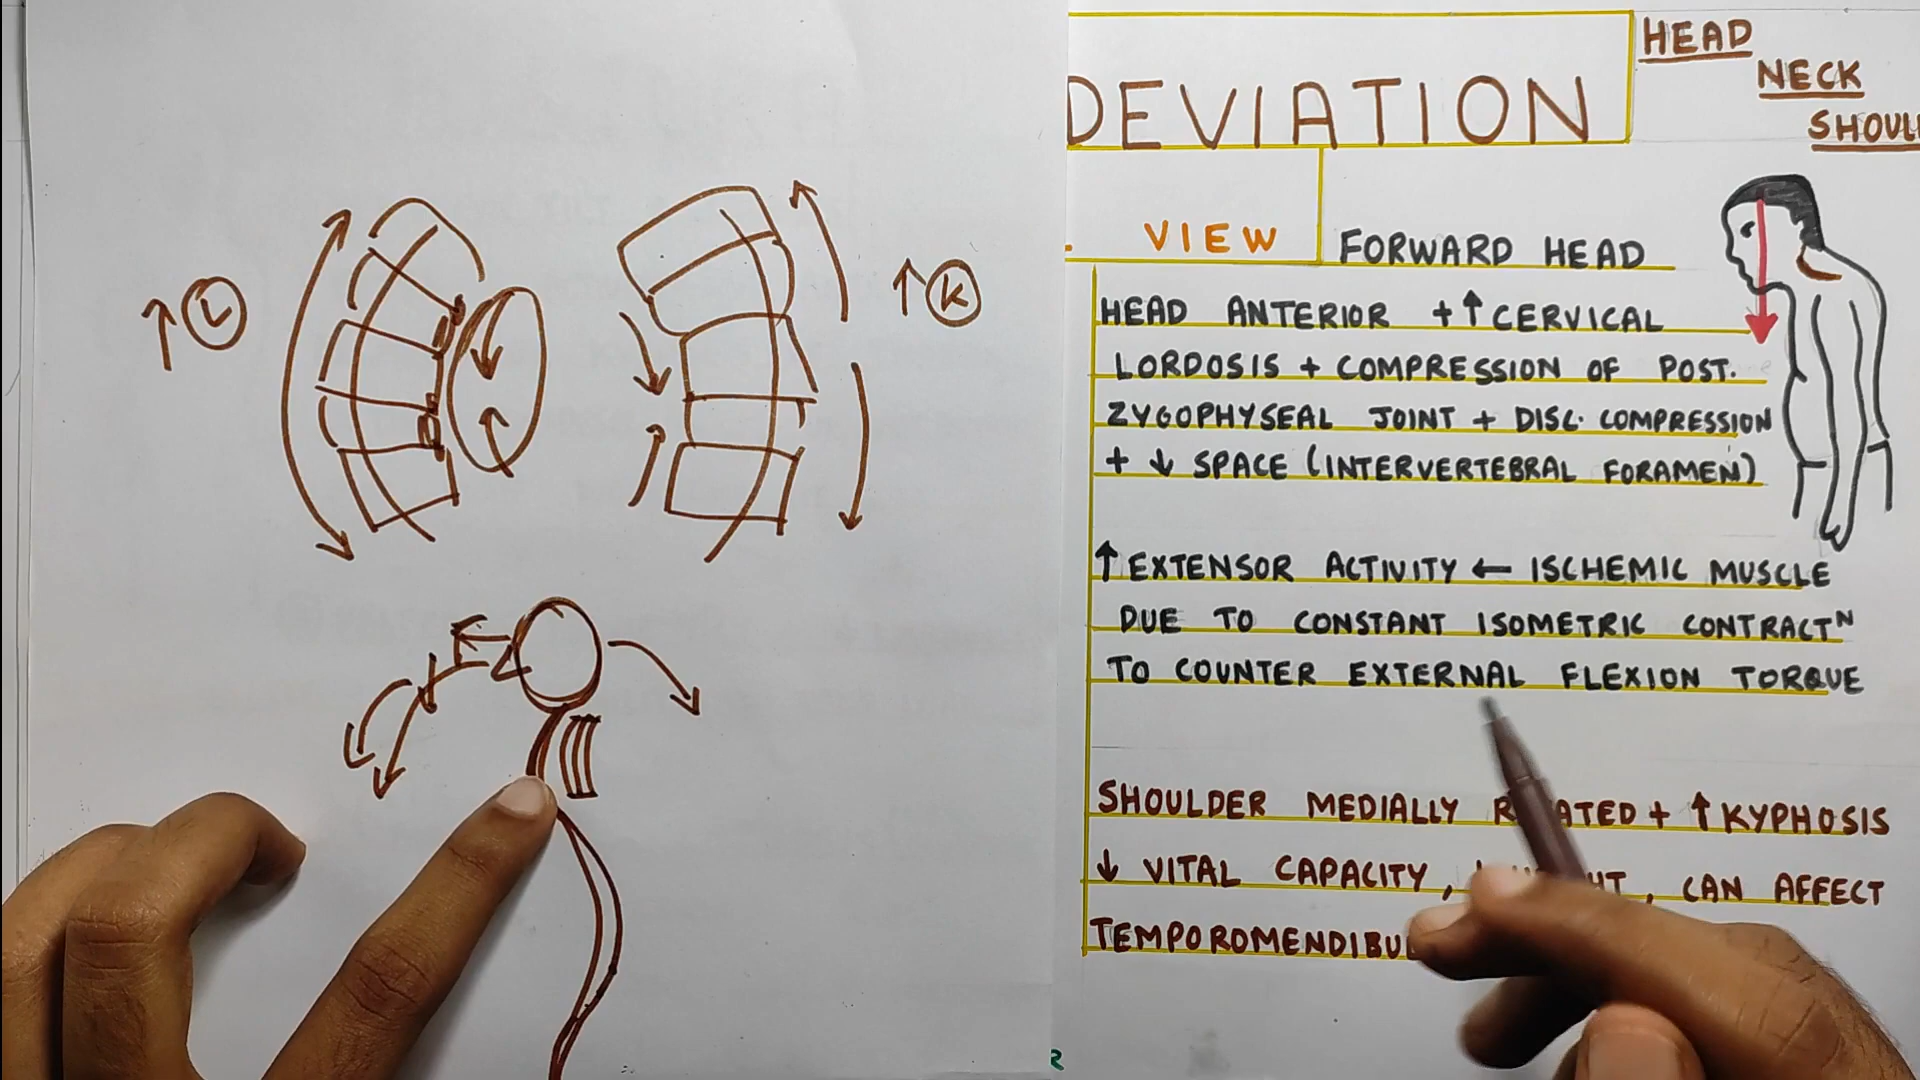 ↑ L
↑ K
DEVIATION
HEAD
NECK
SHOUL
. VIEW
FORWARD HEAD
HEAD ANTERIOR + ↑ CERVICAL
LORDOSIS + COMPRESSION OF POST.
ZYGOPHYSEAL JOINT + DISC. COMPRESSION
+ ↓ SPACE (INTERVERTEBRAL FORAMEN)
↑ EXTENSOR ACTIVITY ← ISCHEMIC MUSCLE
DUE TO CONSTANT ISOMETRIC CONTRACTᴺ
TO COUNTER EXTERNAL FLEXION TORQUE
SHOULDER MEDIALLY + ↑ KYPHOSIS
↓ VITAL CAPACITY, , CAN AFFECT
TEMPOROMENDIBU